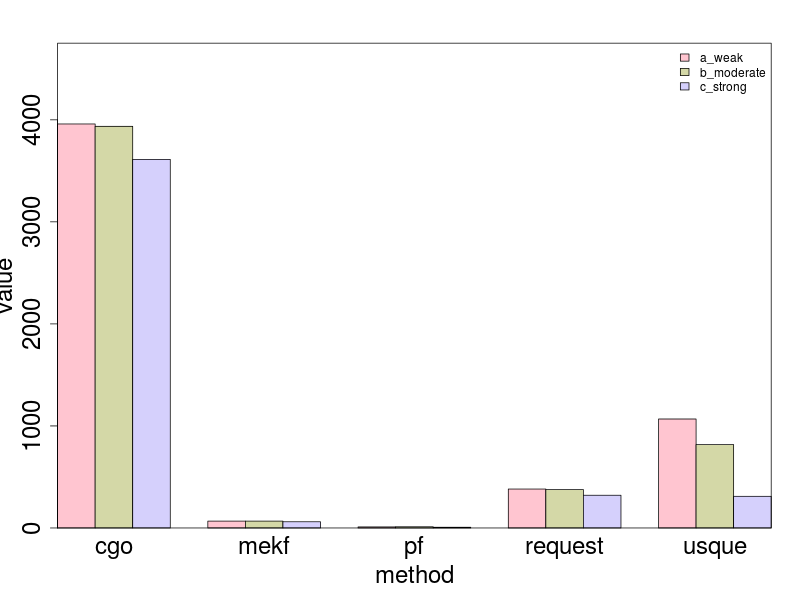 a_weak
b_moderate
c_strong
4000
3000
2000
1000
0
value
cgo mekf pf request usque
method